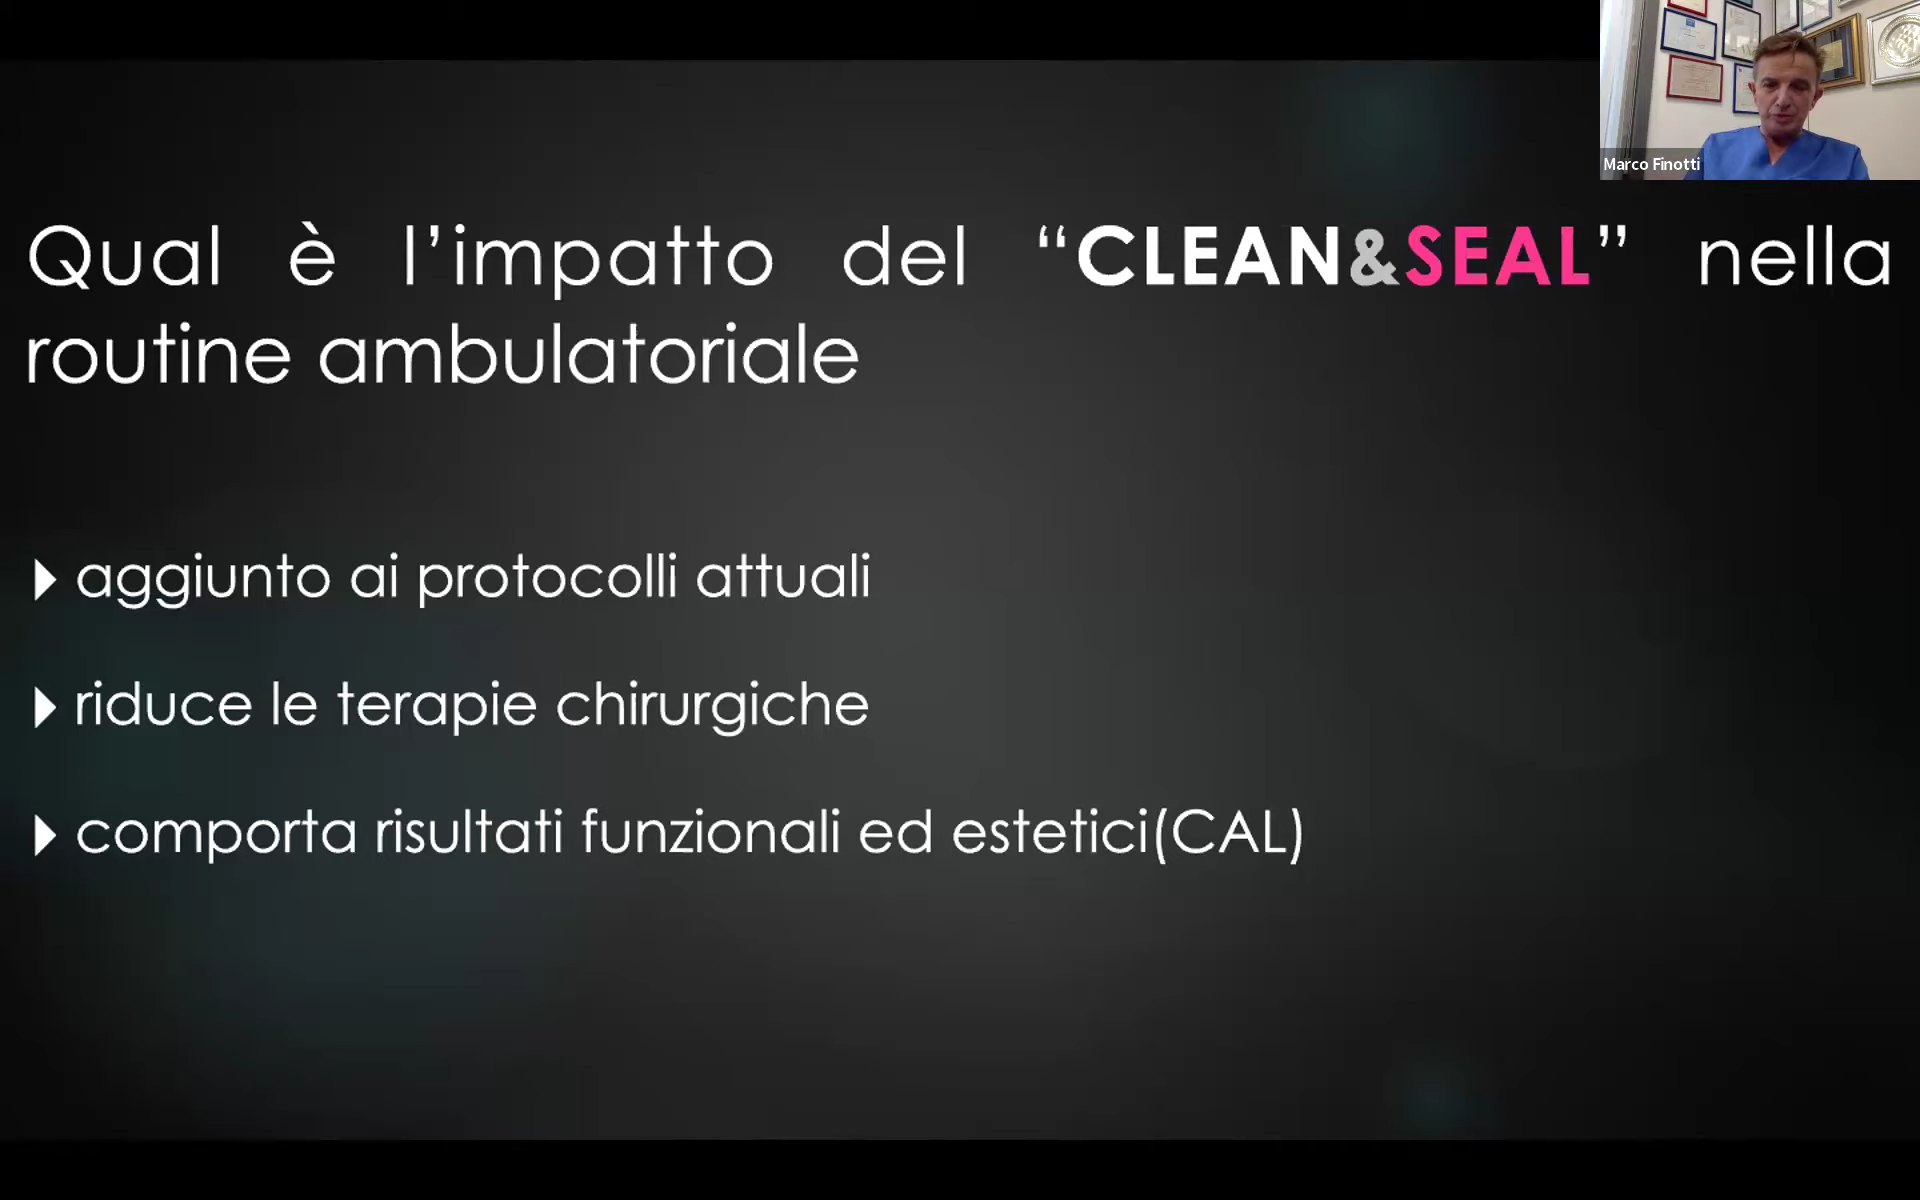 Marco Finotti
Qual è l’impatto del “CLEAN&SEAL” nella
routine ambulatoriale
aggiunto ai protocolli attuali
riduce le terapie chirurgiche
comporta risultati funzionali ed estetici(CAL)